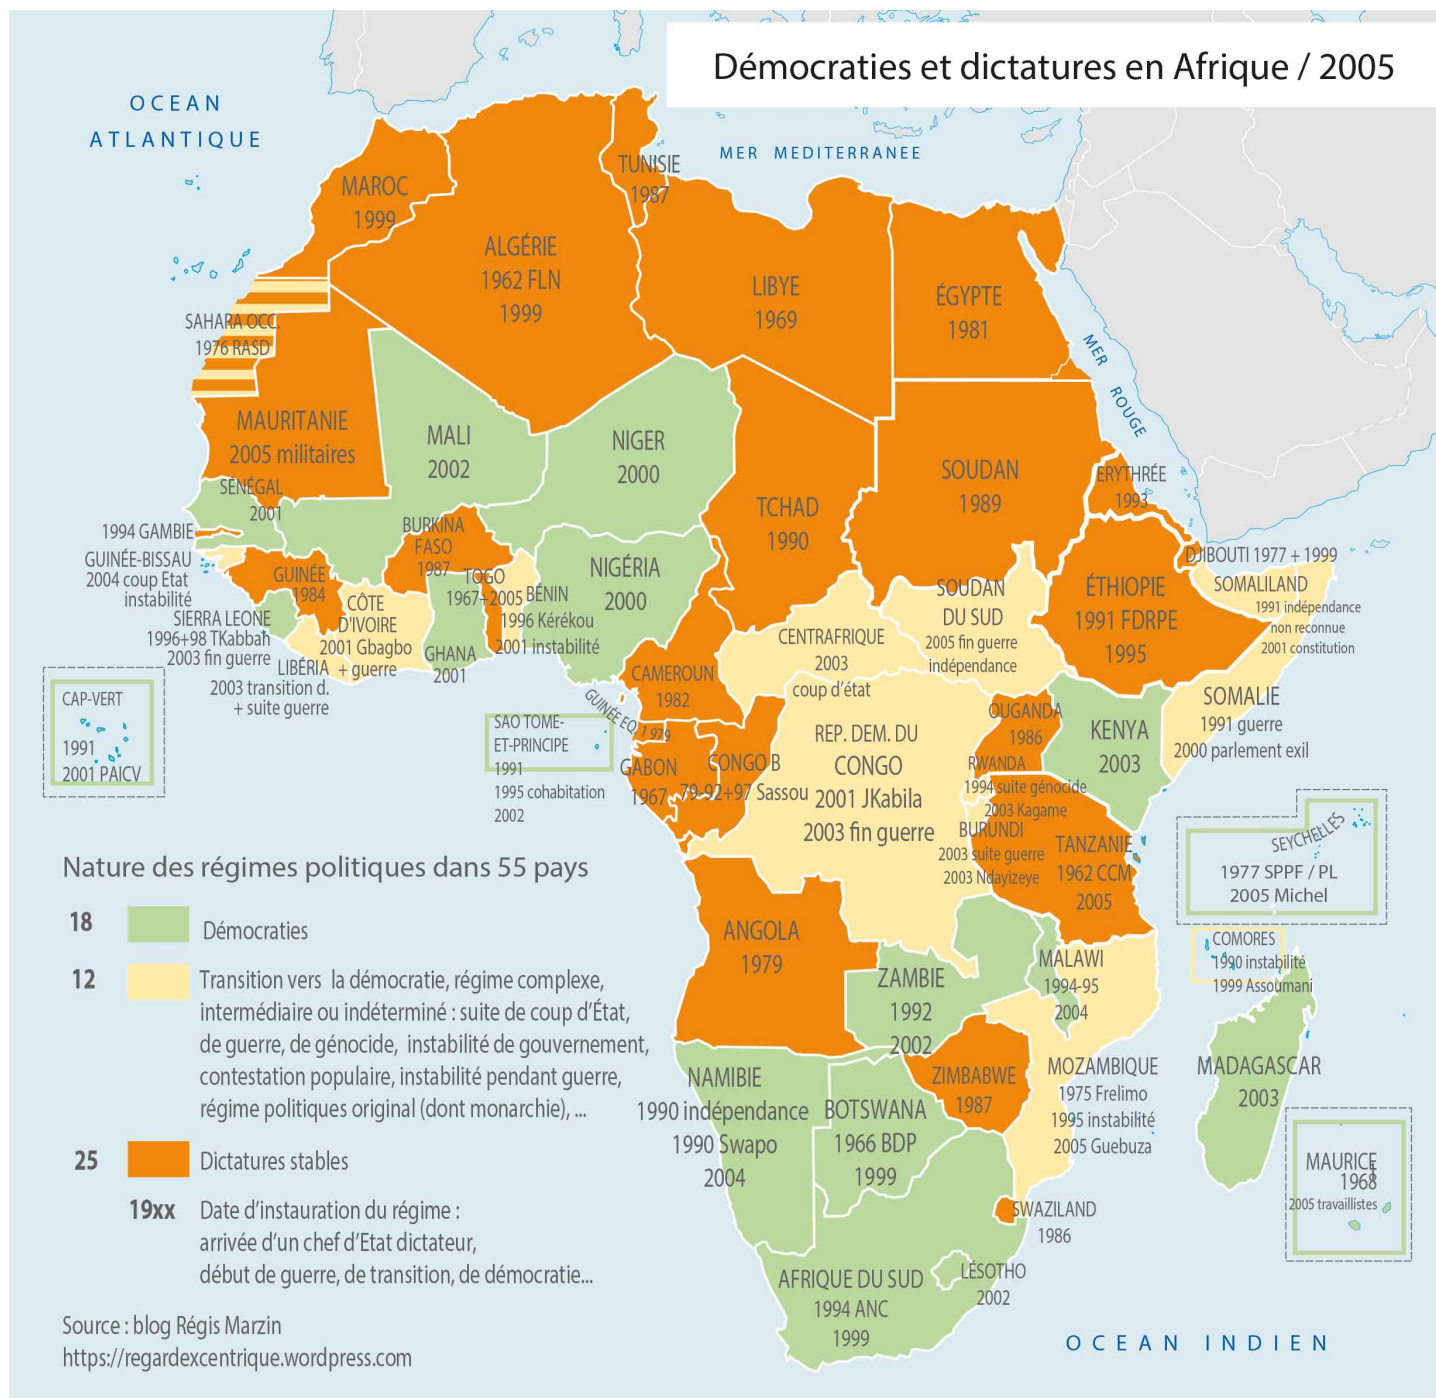 Démocraties et dictatures en Afrique / 2005
OCEAN
ATLANTIQUE
MER MEDITERRANEE
TUNISIE
1987
MAROC
1999
ALGÉRIE
1962 FLN
1999
LIBYE
1969
ÉGYPTE
1981
SAHARA OCC.
1976 RASD
MER ROUGE
MAURITANIE
2005 militaires
MALI
2002
NIGER
2000
TCHAD
1990
SOUDAN
1989
ERYTHRÉE
1993
SÉNÉGAL
2001
1994 GAMBIE
GUINÉE-BISSAU
2004 coup Etat
instabilité
GUINÉE
1984
BURKINA
FASO
1987
TOGO
1967+2005
BÉNIN
1996 Kérékou
2001 instabilité
NIGÉRIA
2000
DJIBOUTI 1977 + 1999
SOMALILAND
1991 indépendance
non reconnue
2001 constitution
ÉTHIOPIE
1991 FDRPE
1995
SOUDAN
DU SUD
2005 fin guerre
indépendance
SIERRA LEONE
1996+98 TKabbah
2003 fin guerre
CÔTE
D'IVOIRE
2001 Gbagbo
+ guerre
LIBÉRIA
2003 transition d.
+ suite guerre
GHANA
2001
CENTRAFRIQUE
2003
coup d'état
CAMEROUN
1982
GUINÉE EQ. 1979
CAP-VERT
1991
2001 PAICV
SAO TOME-
ET-PRINCIPE
1991
1995 cohabitation
2002
GABON
1967
CONGO B
79-92+97 Sassou
REP. DEM. DU
CONGO
2001 JKabila
2003 fin guerre
OUGANDA
1986
KENYA
2003
SOMALIE
1991 guerre
2000 parlement exil
RWANDA
1994 suite génocide
2003 Kagame
BURUNDI
2003 suite guerre
2003 Ndayizeye
TANZANIE
1962 CCM
2005
SEYCHELLES
1977 SPPF / PL
2005 Michel
COMORES
1990 instabilité
1999 Assoumani
ANGOLA
1979
ZAMBIE
1992
2002
MALAWI
1994-95
2004
MOZAMBIQUE
1975 Frelimo
1995 instabilité
2005 Guebuza
MADAGASCAR
2003
NAMIBIE
1990 indépendance
1990 Swapo
2004
BOTSWANA
1966 BDP
1999
ZIMBABWE
1987
MAURICE
1968
2005 travaillistes
SWAZILAND
1986
AFRIQUE DU SUD
1994 ANC
1999
LÉSOTHO
2002
OCEAN INDIEN
Nature des régimes politiques dans 55 pays
18 Démocraties
12 Transition vers la démocratie, régime complexe,
intermédiaire ou indéterminé : suite de coup d'État,
de guerre, de génocide, instabilité de gouvernement,
contestation populaire, instabilité pendant guerre,
régime politiques original (dont monarchie), ...
25 Dictatures stables
19xx Date d'instauration du régime :
arrivée d'un chef d'Etat dictateur,
début de guerre, de transition, de démocratie...
Source : blog Régis Marzin
https://regardexcentrique.wordpress.com